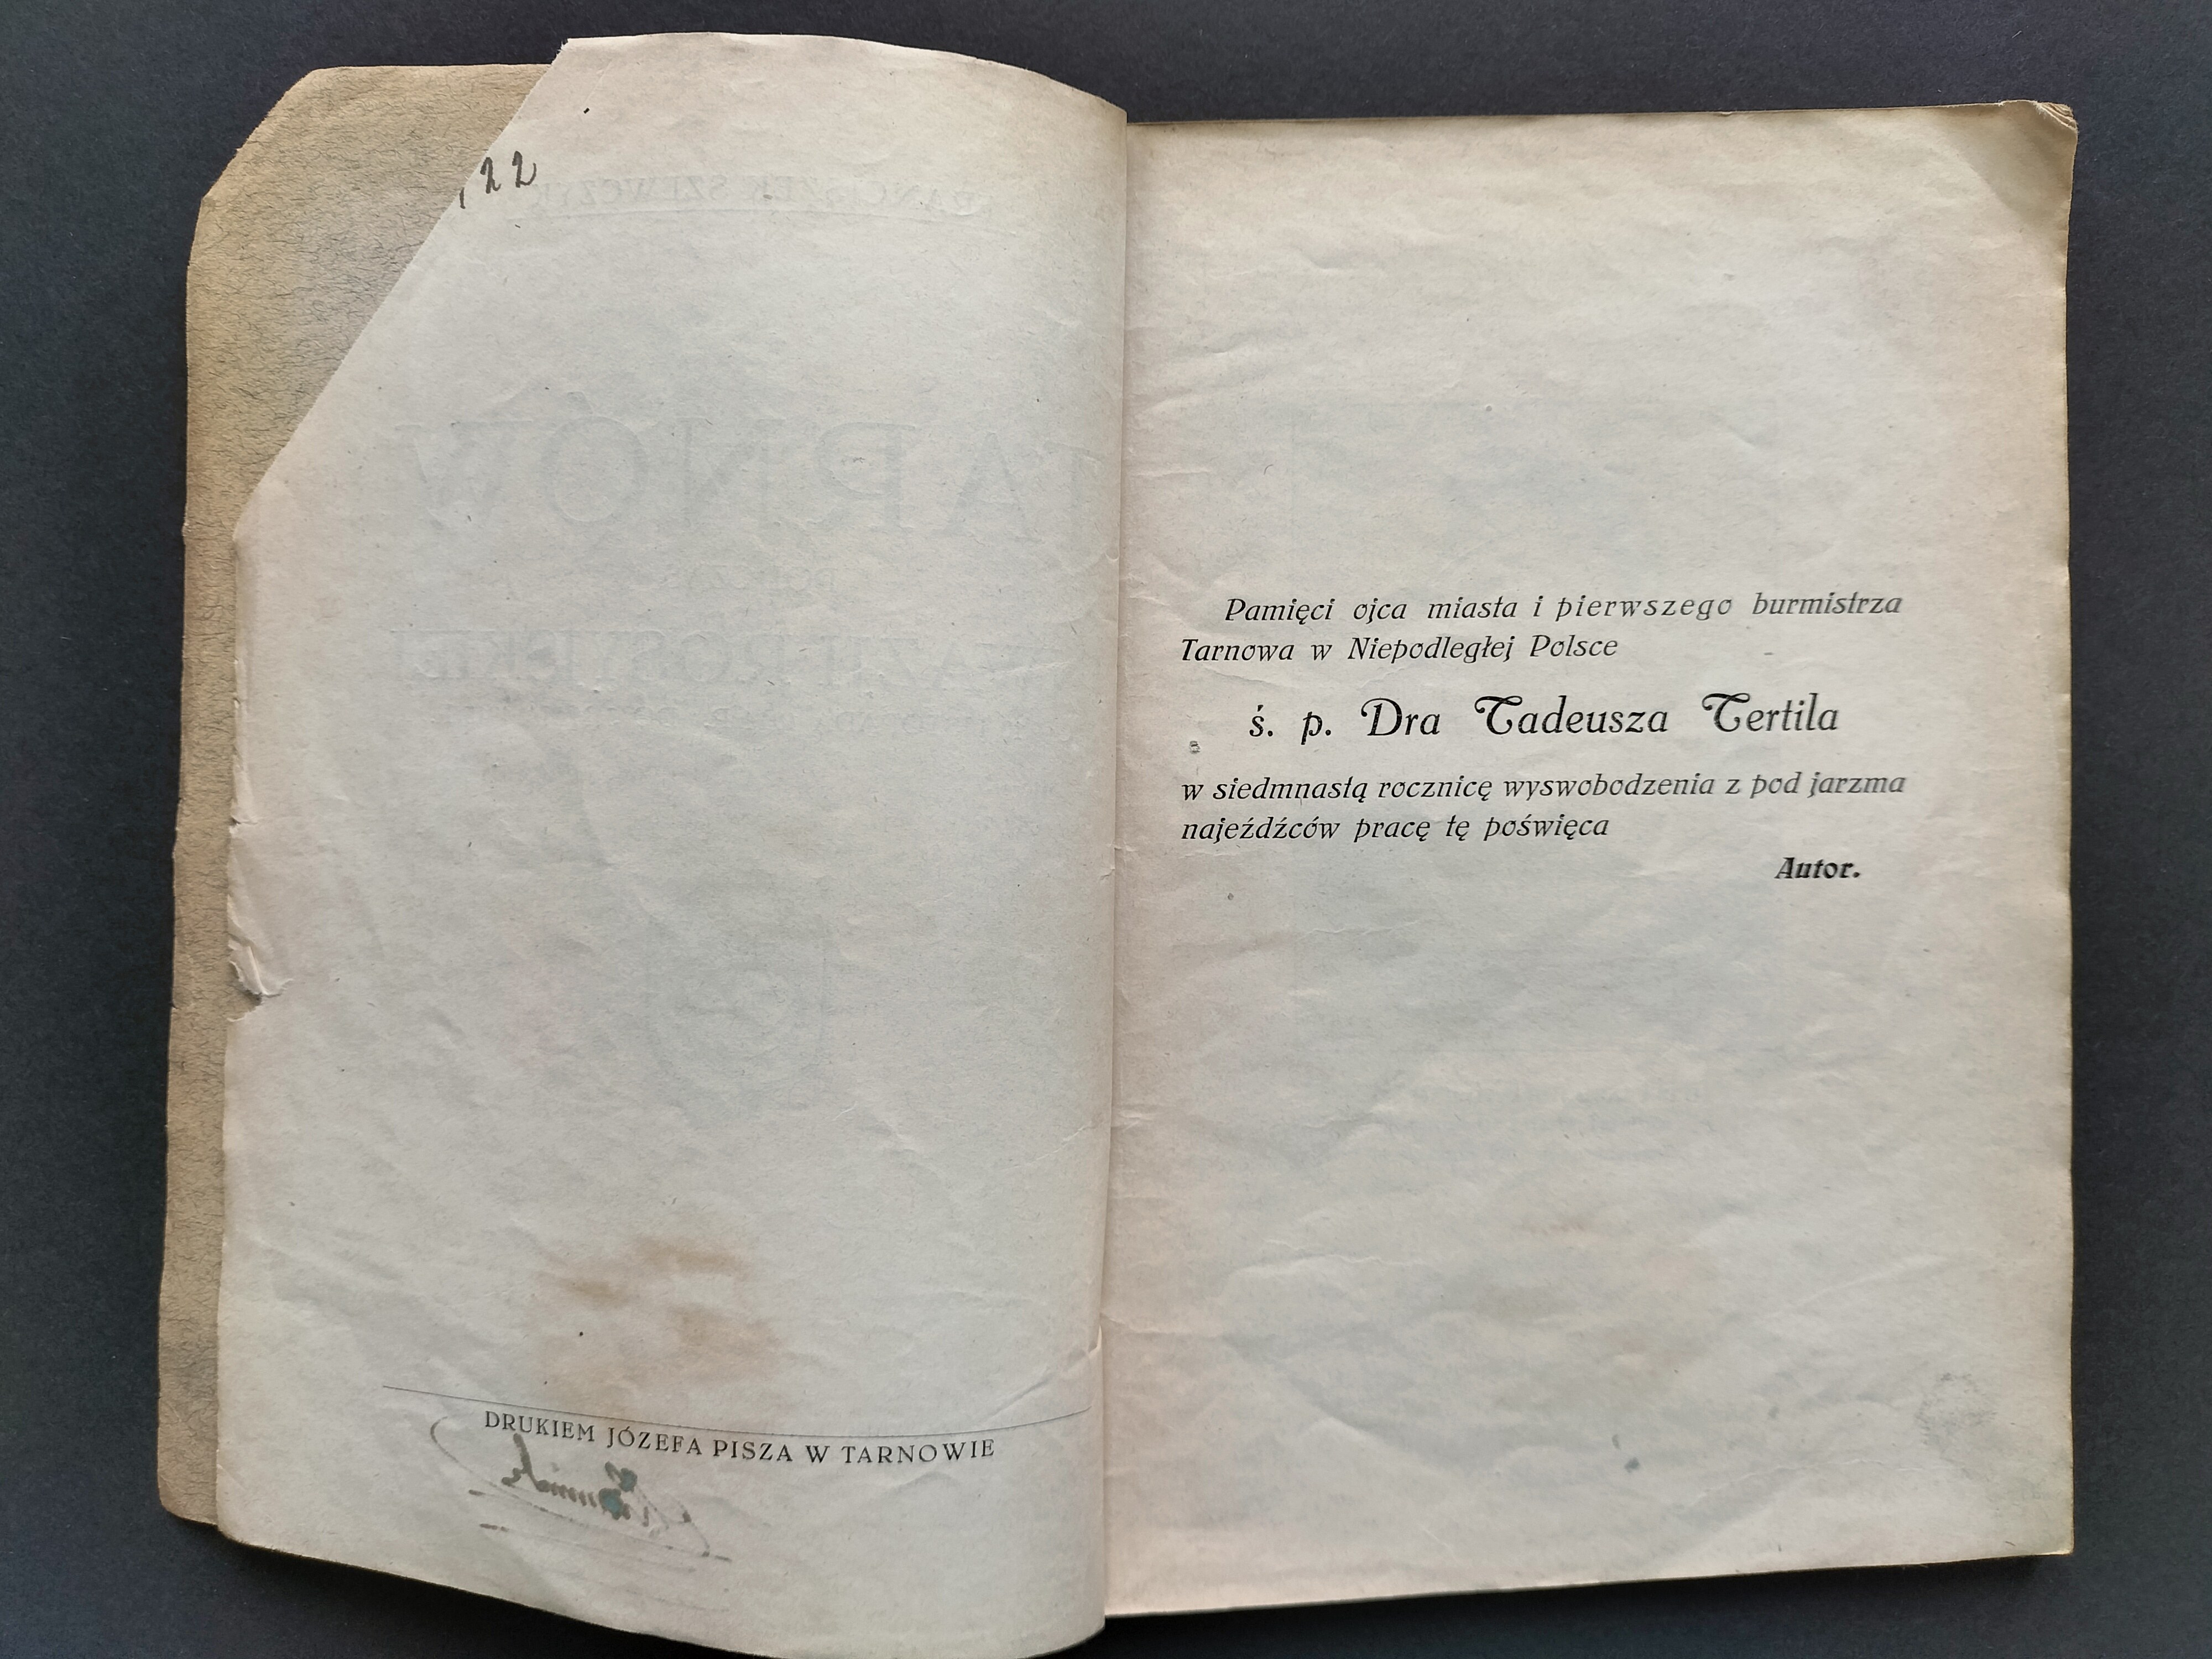 22
DRUKIEM JÓZEFA PISZA W TARNOWIE
Pamięci ojca miasta i pierwszego burmistrza
Tarnowa w Niepodległej Polsce
ś. p. Dra Tadeusza Tertila
w siedmnastą rocznicę wyswobodzenia z pod jarzma
najeźdźców pracę tę poświęca
Autor.